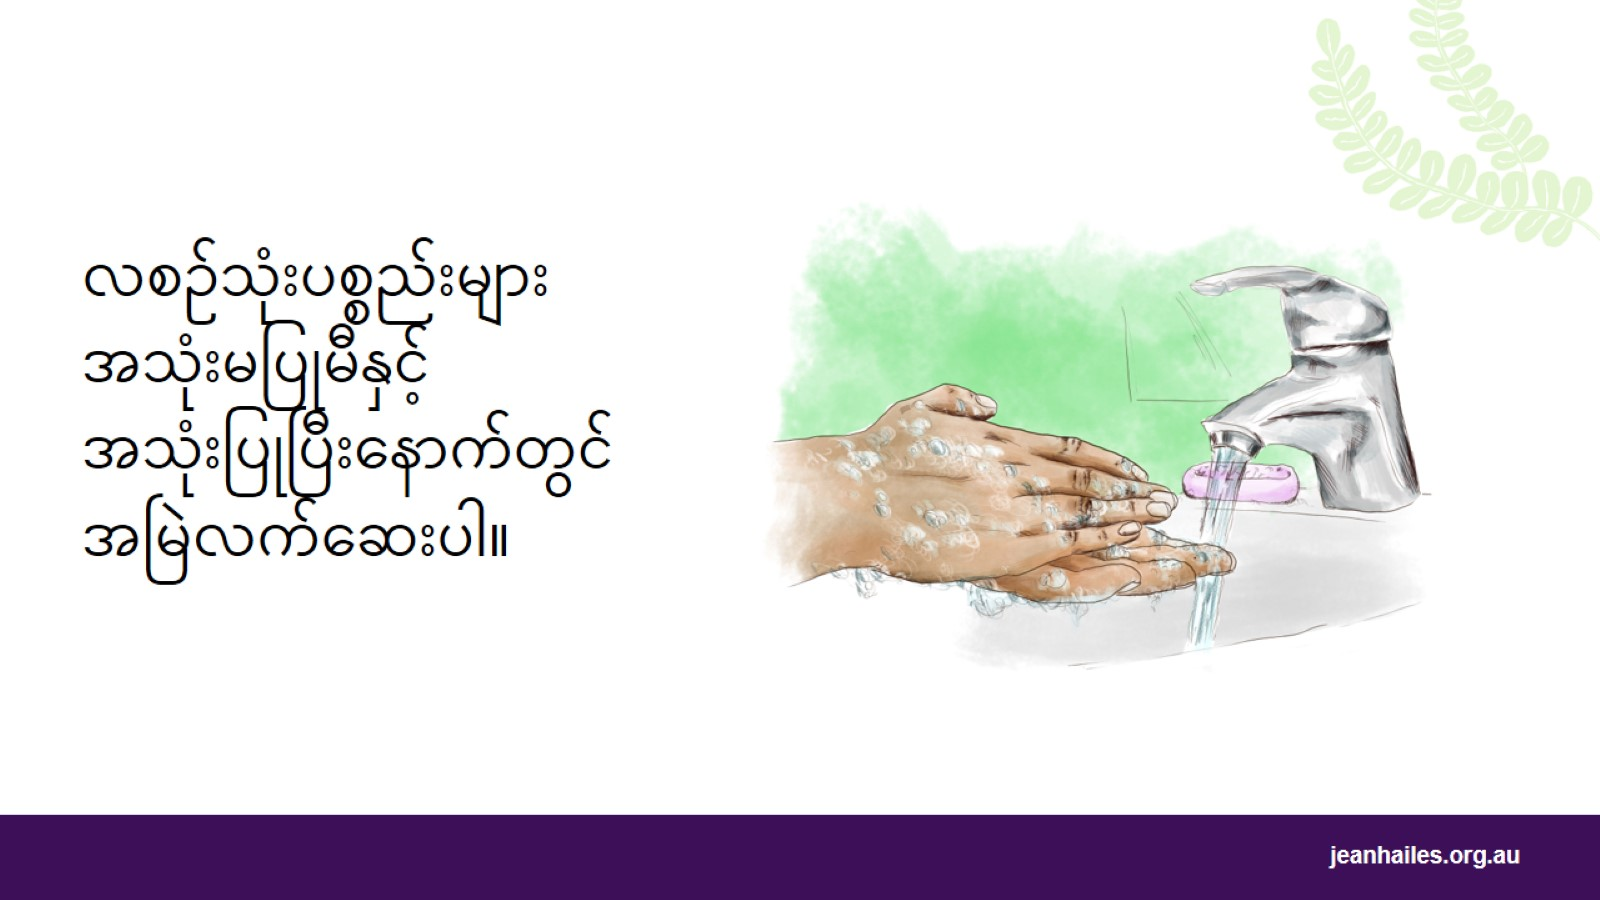 လစဉ်သုံးပစ္စည်းများ
အသုံးမပြုမီနှင့်
အသုံးပြုပြီးနောက်တွင်
အမြဲလက်ဆေးပါ။
jeanhailes.org.au